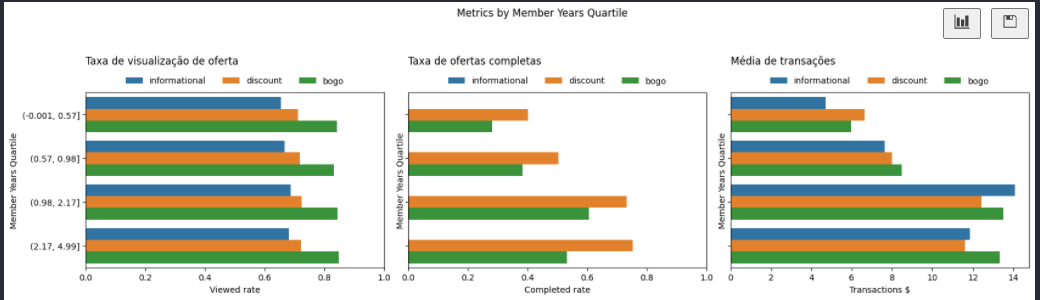 Metrics by Member Years Quartile
Taxa de visualização de oferta
informational discount bogo
Member Years Quartile
(-0.001, 0.57]
(0.57, 0.98]
(0.98, 2.17]
(2.17, 4.99]
0.0 0.2 0.4 0.6 0.8 1.0
Viewed rate
Taxa de ofertas completas
informational discount bogo
Member Years Quartile
0.0 0.2 0.4 0.6 0.8 1.0
Completed rate
Média de transações
informational discount bogo
Member Years Quartile
0 2 4 6 8 10 12 14
Transactions $